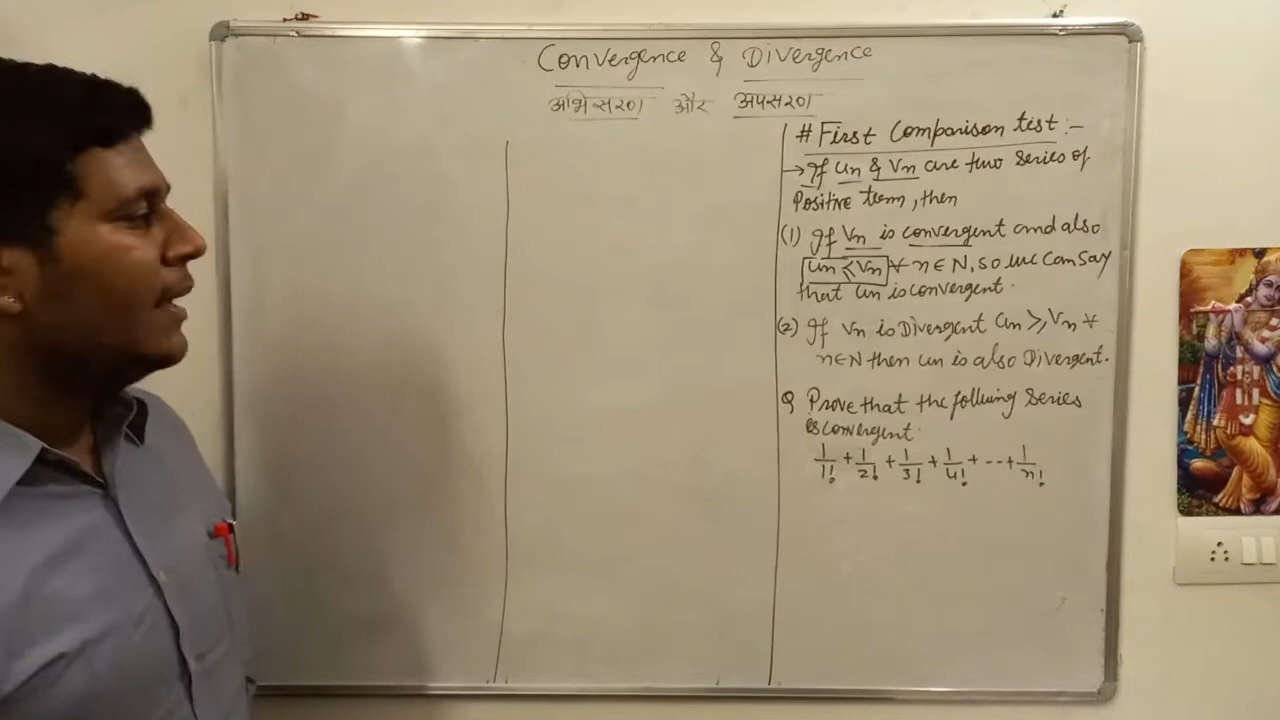 Convergence & Divergence
अभिसरण और अपसरण
# First Comparison test :-
→ If un & Vn are two series of
Positive term, then
(1) If Vn is convergent and also
un ≤ Vn ∀ n ∈ N, so we can say
that un is convergent.
(2) If Vn is Divergent un ≥ Vn ∀
n ∈ N then un is also Divergent.
Q Prove that the following series
is convergent.
1/1! + 1/2! + 1/3! + 1/4! + -- + 1/n!